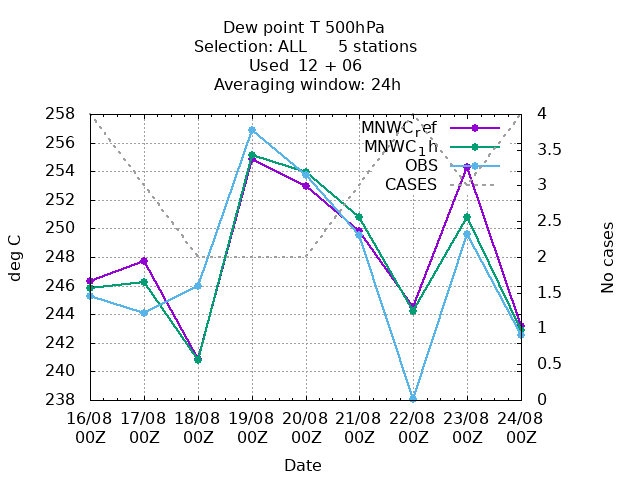 Dew point T 500hPa
Selection: ALL      5 stations
Used  12 + 06
Averaging window: 24h
258
256
254
252
250
248
246
244
242
240
238
4
3.5
3
2.5
2
1.5
1
0.5
0
deg C
No cases
MNWC_ref
MNWC_1h
OBS
CASES
16/08 17/08 18/08 19/08 20/08 21/08 22/08 23/08 24/08
00Z 00Z 00Z 00Z 00Z 00Z 00Z 00Z 00Z
Date